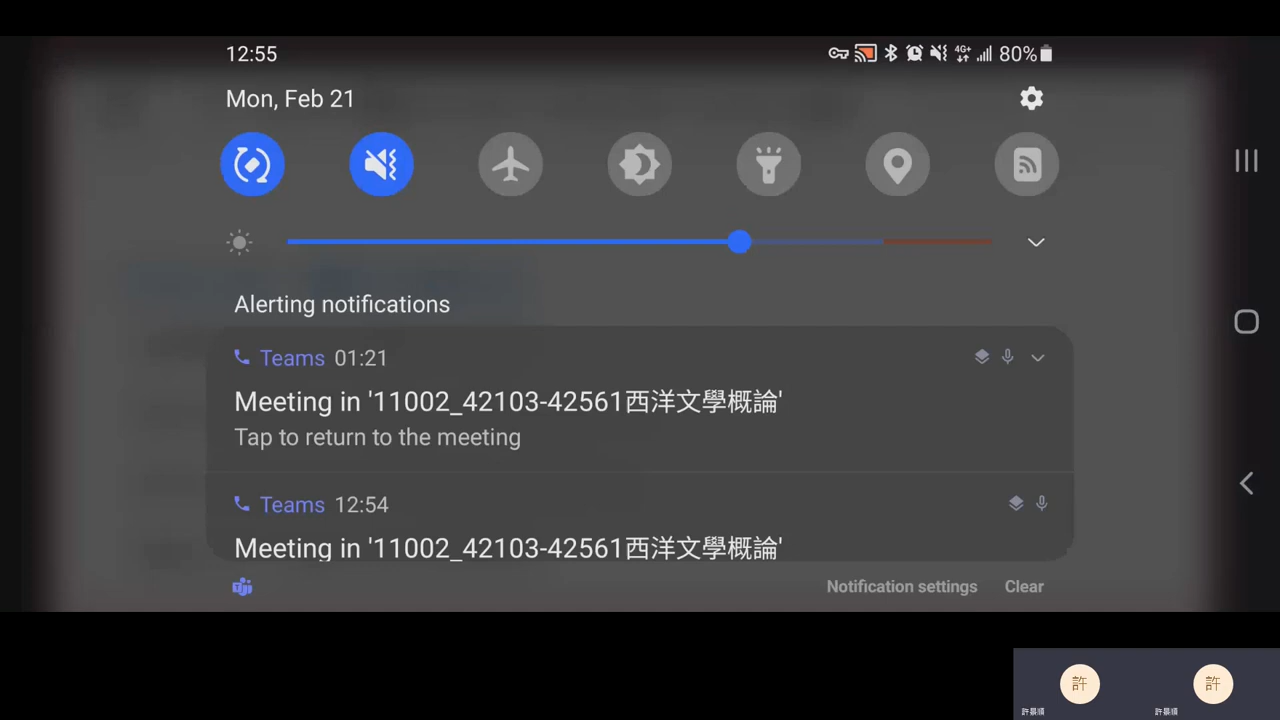 12:55
4G+ 80%
Mon, Feb 21
Alerting notifications
Teams 01:21
Meeting in '11002_42103-42561西洋文學概論'
Tap to return to the meeting
Teams 12:54
Meeting in '11002_42103-42561西洋文學概論'
Notification settings Clear
許 許